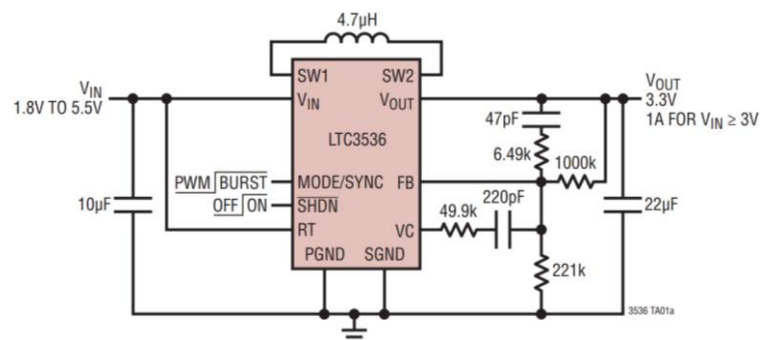 4.7µH
SW1 SW2
VIN
1.8V TO 5.5V
VIN VOUT
VOUT
3.3V
1A FOR VIN ≥ 3V
LTC3536
47pF
6.49k
1000k
PWM BURST MODE/SYNC FB
OFF ON SHDN
10µF
49.9k
220pF
22µF
RT VC
PGND SGND
221k
3536 TA01a